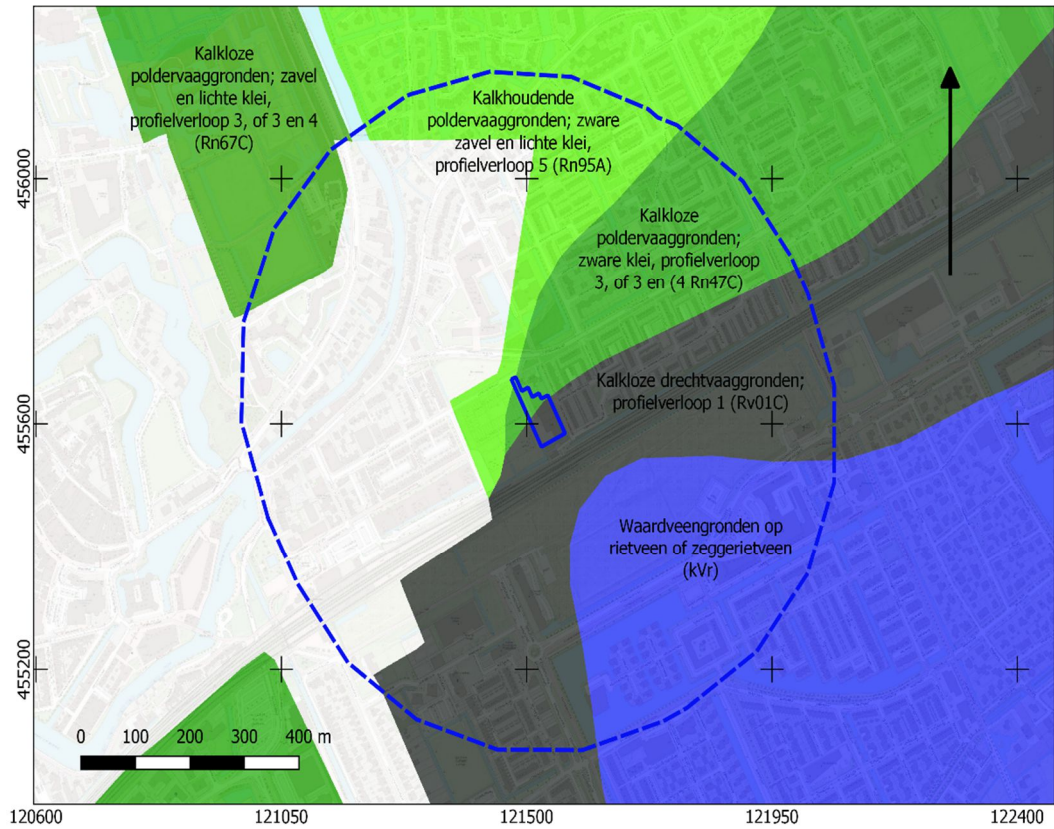 Kalkloze
poldervaaggronden; zavel
en lichte klei,
profielverloop 3, of 3 en 4
(Rn67C)
Kalkhoudende
poldervaaggronden; zware
zavel en lichte klei,
profielverloop 5 (Rn95A)
Kalkloze
poldervaaggronden;
zware klei, profielverloop
3, of 3 en (4 Rn47C)
Kalkloze drechtvaaggronden;
profielverloop 1 (Rv01C)
Waardveengronden op
rietveen of zeggerietveen
(kVr)
456000
455600
455200
0 100 200 300 400 m
120600 121050 121500 121950 122400